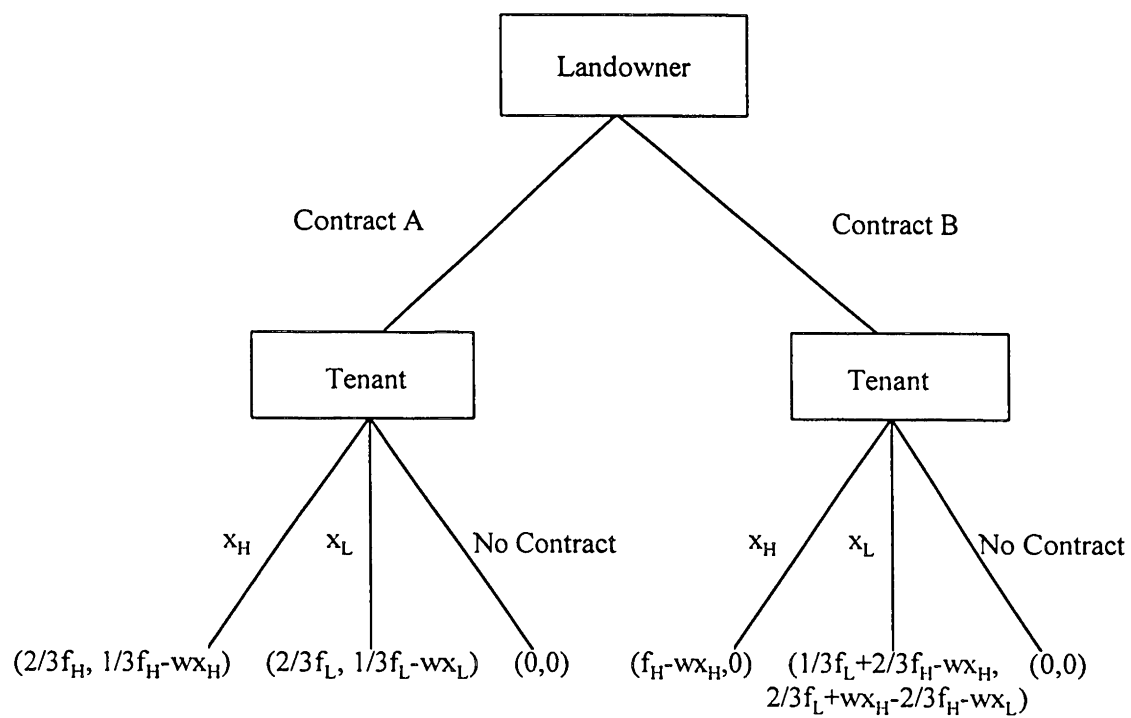 Landowner
Contract A
Contract B
Tenant
Tenant
x_H
x_L
No Contract
x_H
x_L
No Contract
(2/3f_H, 1/3f_H-wx_H)
(2/3f_L, 1/3f_L-wx_L)
(0,0)
(f_H-wx_H,0)
(1/3f_L+2/3f_H-wx_H,
2/3f_L+wx_H-2/3f_H-wx_L)
(0,0)